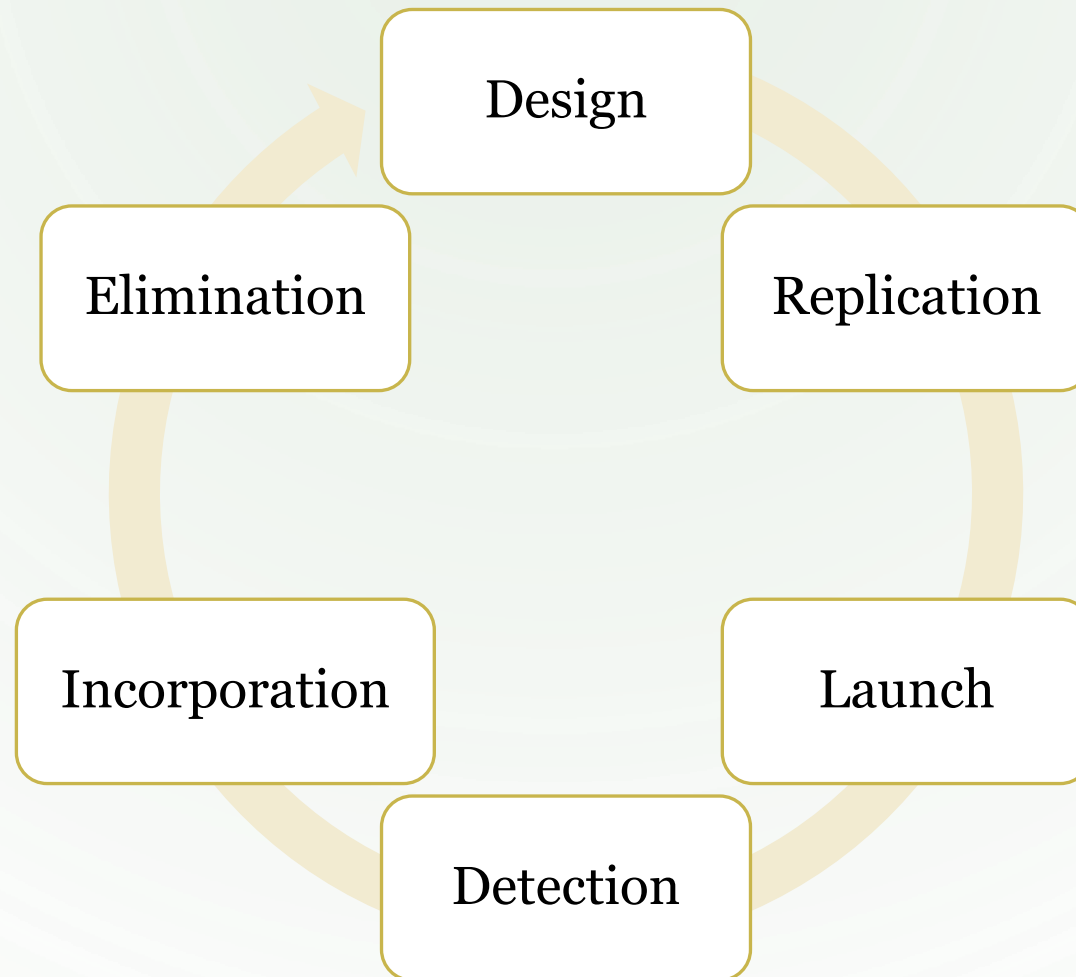 Design
Replication
Launch
Detection
Incorporation
Elimination